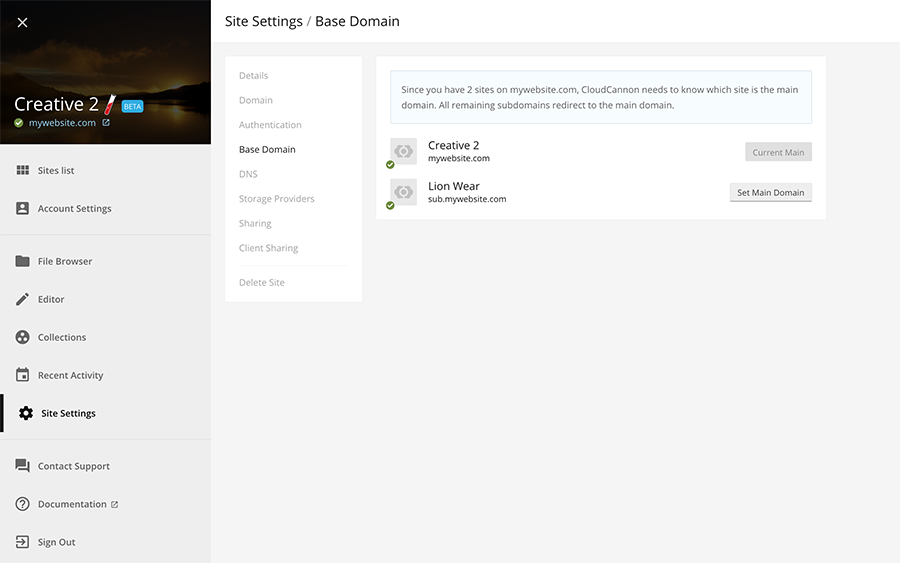 Creative 2
BETA
mywebsite.com
Sites list
Account Settings
File Browser
Editor
Collections
Recent Activity
Site Settings
Contact Support
Documentation
Sign Out
Site Settings / Base Domain
Details
Domain
Authentication
Base Domain
DNS
Storage Providers
Sharing
Client Sharing
Delete Site
Since you have 2 sites on mywebsite.com, CloudCannon needs to know which site is the main
domain. All remaining subdomains redirect to the main domain.
Creative 2
mywebsite.com
Current Main
Lion Wear
sub.mywebsite.com
Set Main Domain